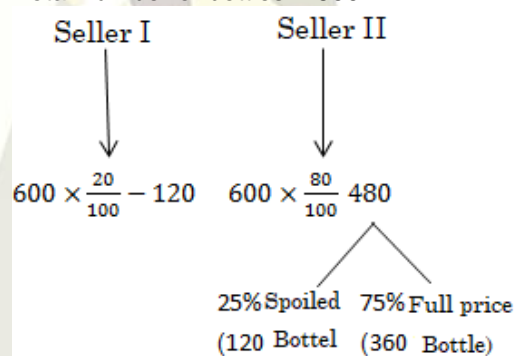 Seller I Seller II
600 × 20/100 − 120 600 × 80/100 480
25% Spoiled 75% Full price
(120 Bottel (360 Bottle)